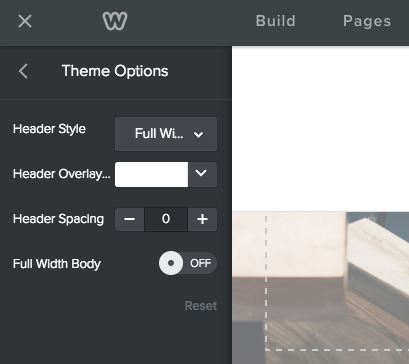 Build Pages
Theme Options
Header Style Full Wi...
Header Overlay...
Header Spacing − 0 +
Full Width Body OFF
Reset